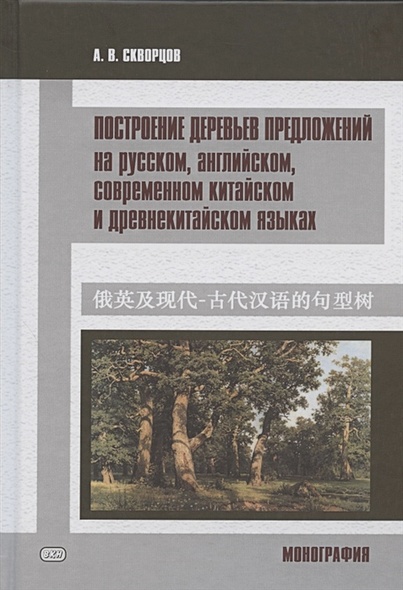 А. В. СКВОРЦОВ
ПОСТРОЕНИЕ ДЕРЕВЬЕВ ПРЕДЛОЖЕНИЙ
на русском, английском,
современном китайском
и древнекитайском языках
俄英及现代-古代汉语的句型树
ВКН
МОНОГРАФИЯ